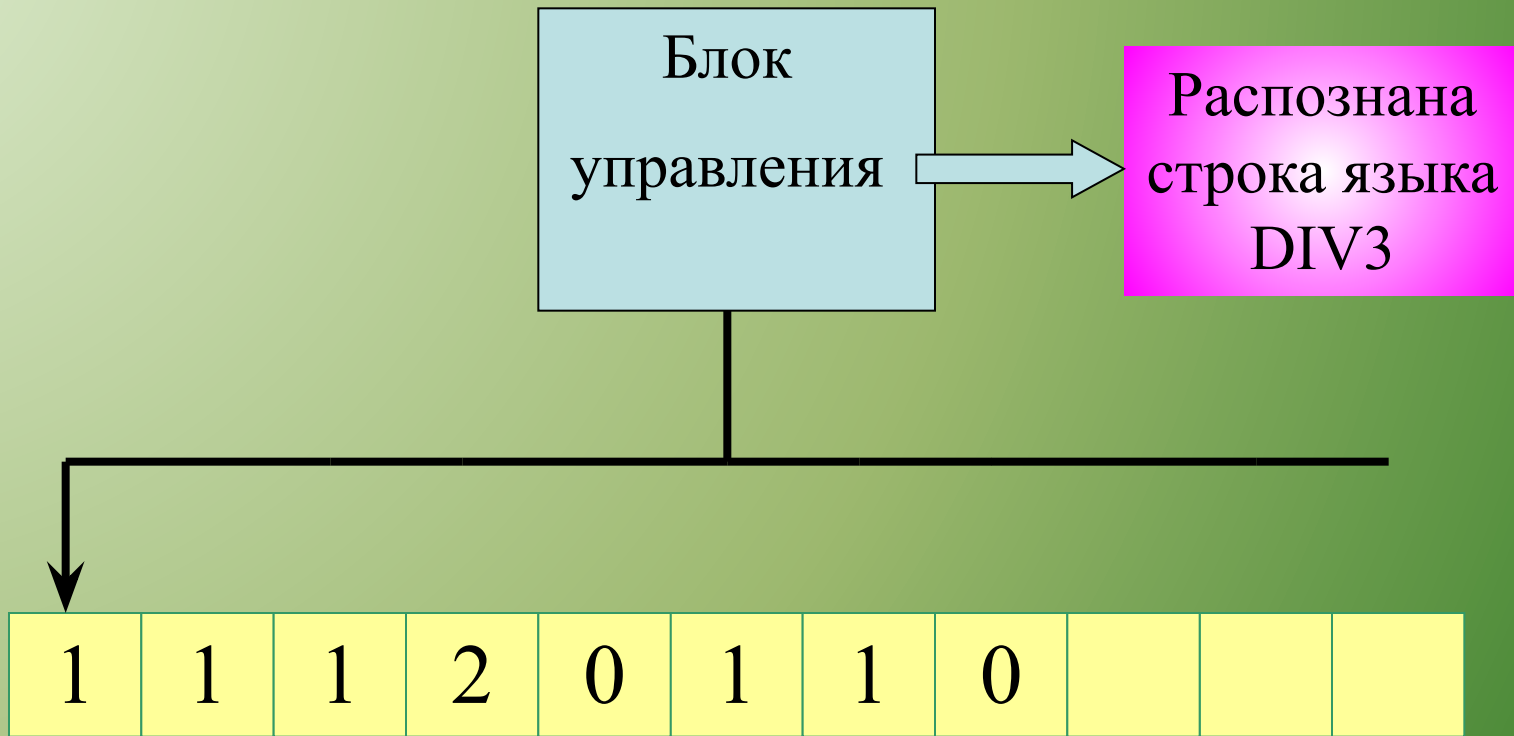 Блок
управления
Распознана
строка языка
DIV3
1 1 1 2 0 1 1 0